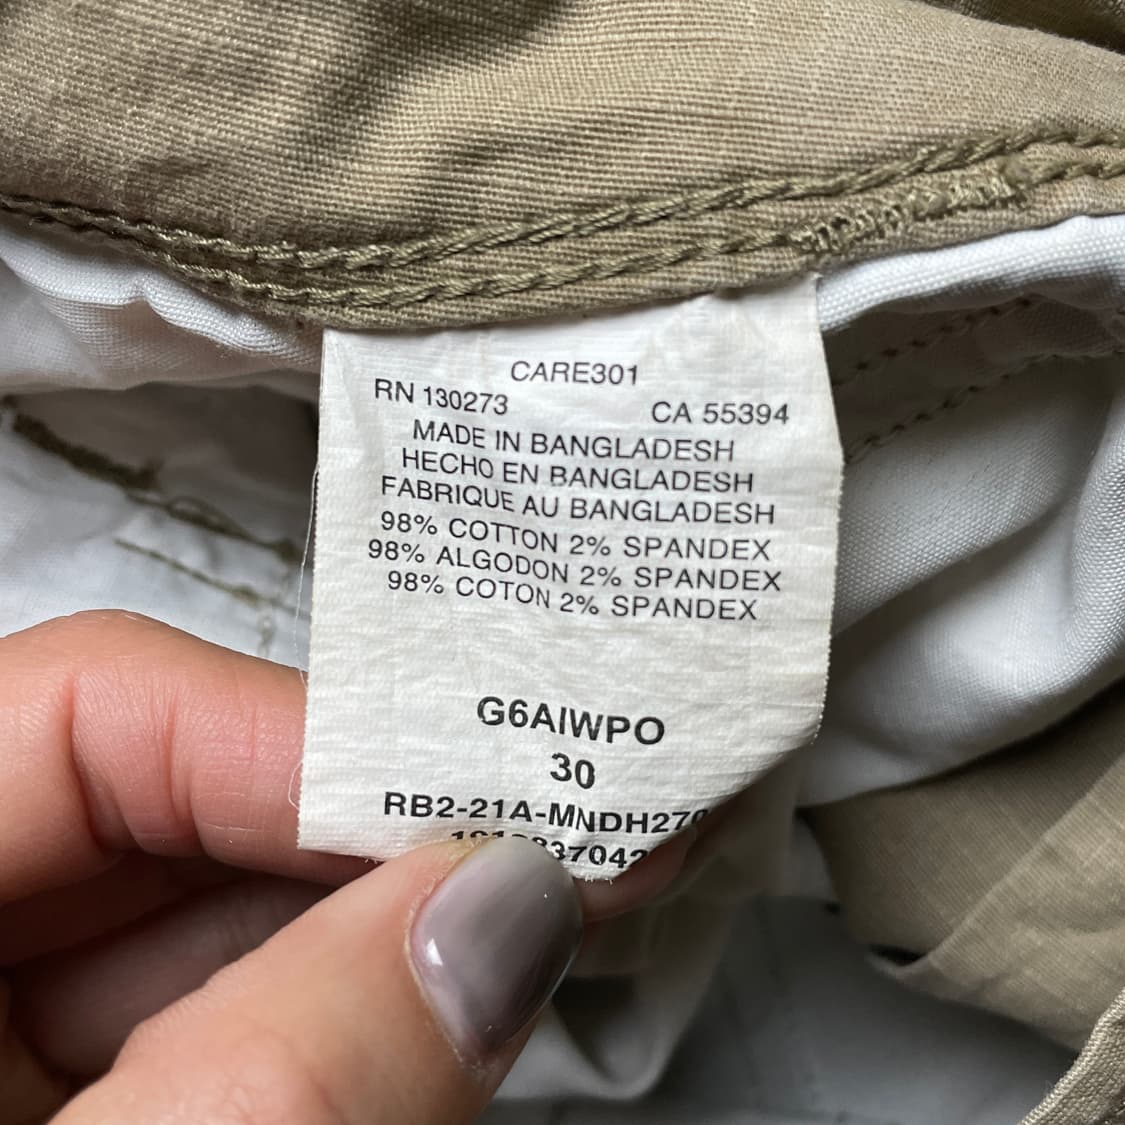 CARE301
RN 130273 CA 55394
MADE IN BANGLADESH
HECHO EN BANGLADESH
FABRIQUE AU BANGLADESH
98% COTTON 2% SPANDEX
98% ALGODON 2% SPANDEX
98% COTON 2% SPANDEX
G6AIWPO
30